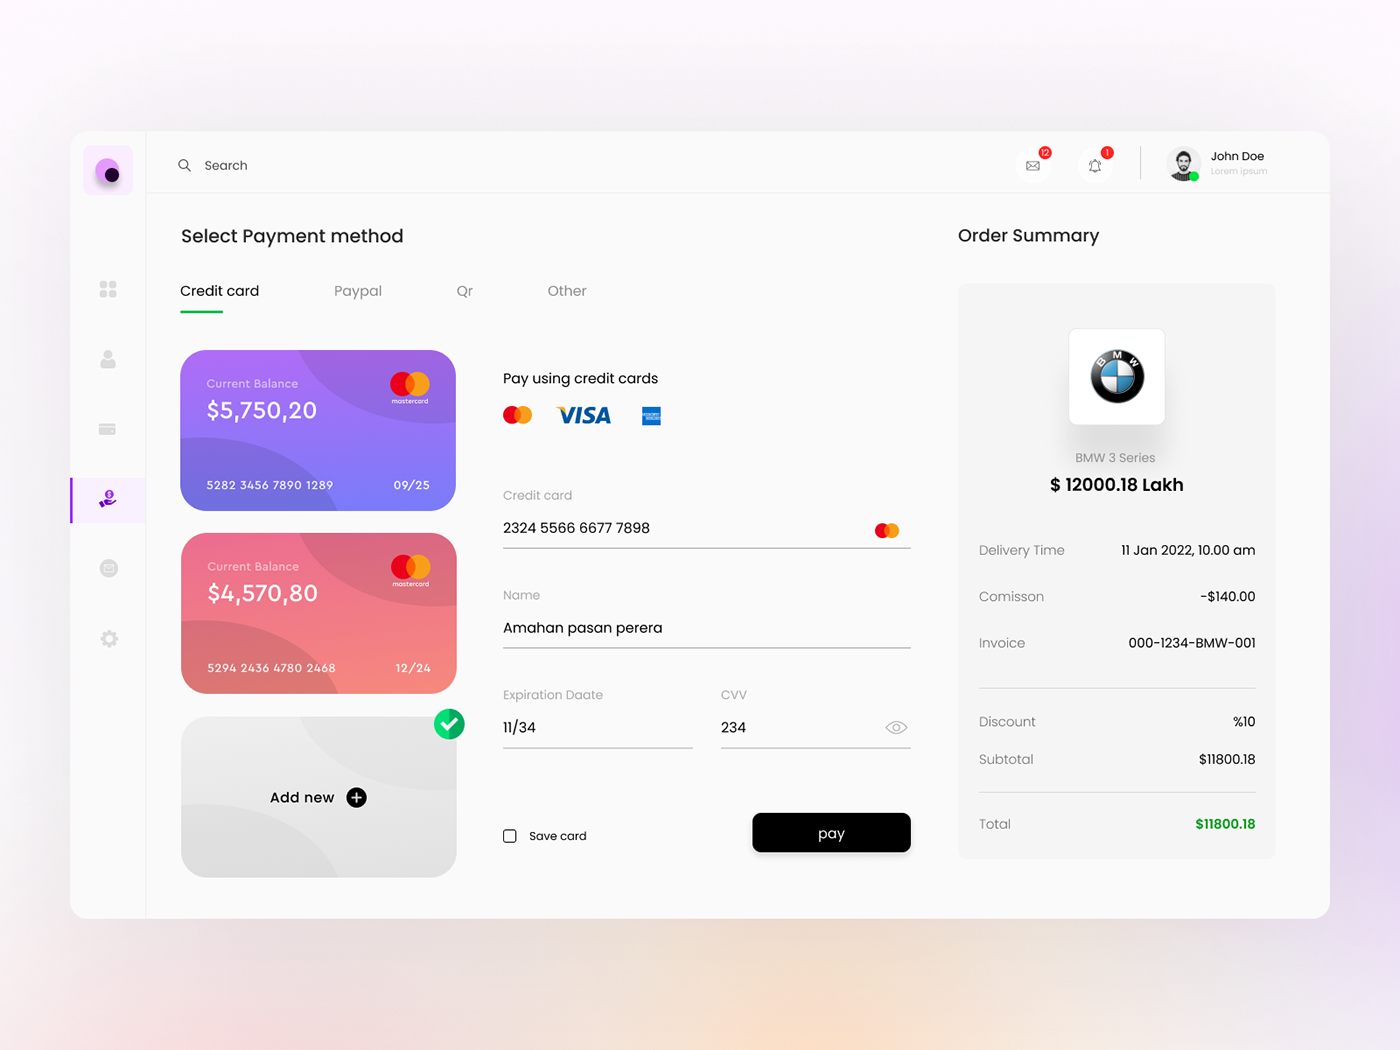 Search
12
1
John Doe
Lorem ipsum
Select Payment method
Credit card
Paypal
Qr
Other
Current Balance
$5,750,20
mastercard
5282 3456 7890 1289
09/25
Current Balance
$4,570,80
mastercard
5294 2436 4780 2468
12/24
Add new
Pay using credit cards
VISA
AMERICAN EXPRESS
Credit card
2324 5566 6677 7898
Name
Amahan pasan perera
Expiration Daate
CVV
11/34
234
Save card
pay
Order Summary
BMW
BMW 3 Series
$ 12000.18 Lakh
Delivery Time
11 Jan 2022, 10.00 am
Comisson
-$140.00
Invoice
000-1234-BMW-001
Discount
%10
Subtotal
$11800.18
Total
$11800.18